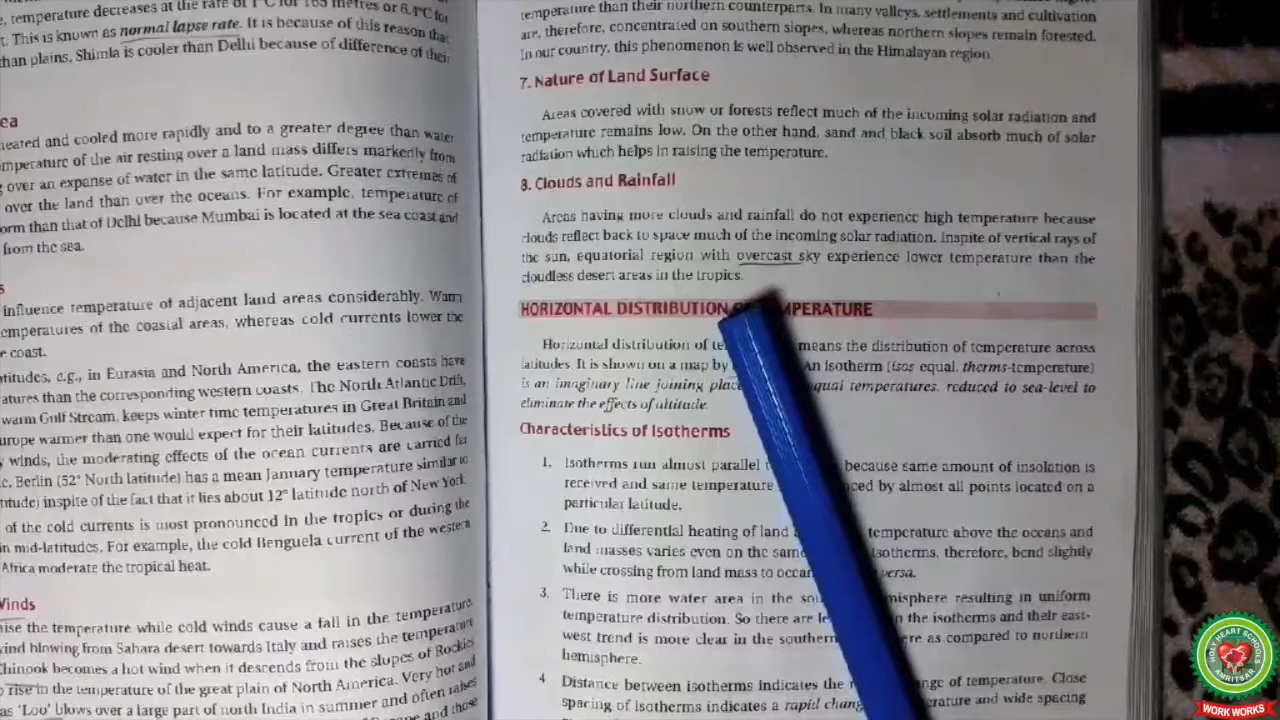 temperature decreases at the rate of 1°C for 165 metres or 6.4°C for
t. This is known as normal lapse rate. It is because of this reason that
than plains. Shimla is cooler than Delhi because of difference of their
ea
heated and cooled more rapidly and to a greater degree than water
mperature of the air resting over a land mass differs markedly from
over an expanse of water in the same latitude. Greater extremes of
over the land than over the oceans. For example, temperature of
orm than that of Delhi because Mumbai is located at the sea coast and
from the sea.
s
influence temperature of adjacent land areas considerably. Warm
emperatures of the coastal areas, whereas cold currents lower the
e coast.
titudes, e.g., in Eurasia and North America, the eastern coasts have
atures than the corresponding western coasts. The North Atlantic Drift,
warm Gulf Stream, keeps winter time temperatures in Great Britain and
urope warmer than one would expect for their latitudes. Because of the
winds, the moderating effects of the ocean currents are carried far
c. Berlin (52° North latitude) has a mean January temperature similar to
titude) inspite of the fact that it lies about 12° latitude north of New York.
of the cold currents is most pronounced in the tropics or during the
in mid-latitudes. For example, the cold Benguela current of the western
Africa moderate the tropical heat.
Winds
aise the temperature while cold winds cause a fall in the temperature.
wind blowing from Sahara desert towards Italy and raises the temperature
Chinook becomes a hot wind when it descends from the slopes of Rockies
rise in the temperature of the great plain of North America. Very hot and
as 'Loo' blows over a large part of north India in summer and often raises
and those
temperature than their northern counterparts. In many valleys, settlements and cultivation
are, therefore, concentrated on southern slopes, whereas northern slopes remain forested.
In our country, this phenomenon is well observed in the Himalayan region.
7. Nature of Land Surface
Areas covered with snow or forests reflect much of the incoming solar radiation and
temperature remains low. On the other hand, sand and black soil absorb much of solar
radiation which helps in raising the temperature.
8. Clouds and Rainfall
Areas having more clouds and rainfall do not experience high temperature because
clouds reflect back to space much of the incoming solar radiation. Inspite of vertical rays of
the sun, equatorial region with overcast sky experience lower temperature than the
cloudless desert areas in the tropics.
HORIZONTAL DISTRIBUTION O TEMPERATURE
Horizontal distribution of te means the distribution of temperature across
latitudes. It is shown on a map by An isotherm (isos equal, therms-temperature)
is an imaginary line joining place equal temperatures, reduced to sea-level to
eliminate the effects of altitude.
Characteristics of Isotherms
1. Isotherms run almost parallel because same amount of insolation is
received and same temperature ced by almost all points located on a
particular latitude.
2. Due to differential heating of land temperature above the oceans and
land masses varies even on the same isotherms, therefore, bend slightly
while crossing from land mass to ocean versa.
3. There is more water area in the sou misphere resulting in uniform
temperature distribution. So there are le n the isotherms and their east-
west trend is more clear in the southern ere as compared to northern
hemisphere.
4. Distance between isotherms indicates the nge of temperature. Close
spacing of isotherms indicates a rapid chang erature and wide spacing
HOLY HEART SCHOOLS
AMRITSAR
WORK WORKS